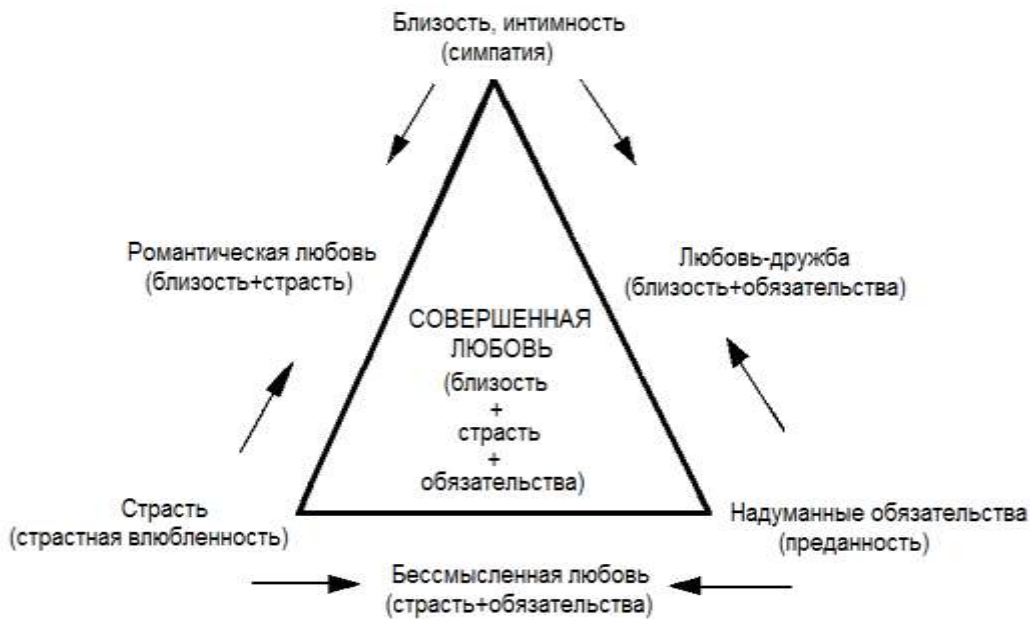 Близость, интимность
(симпатия)
Романтическая любовь
(близость+страсть)
Любовь-дружба
(близость+обязательства)
СОВЕРШЕННАЯ
ЛЮБОВЬ
(близость
+
страсть
+
обязательства)
Страсть
(страстная влюбленность)
Надуманные обязательства
(преданность)
Бессмысленная любовь
(страсть+обязательства)